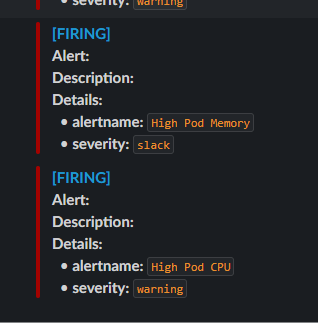 • severity: warning
[FIRING]
Alert:
Description:
Details:
• alertname: High Pod Memory
• severity: slack
[FIRING]
Alert:
Description:
Details:
• alertname: High Pod CPU
• severity: warning